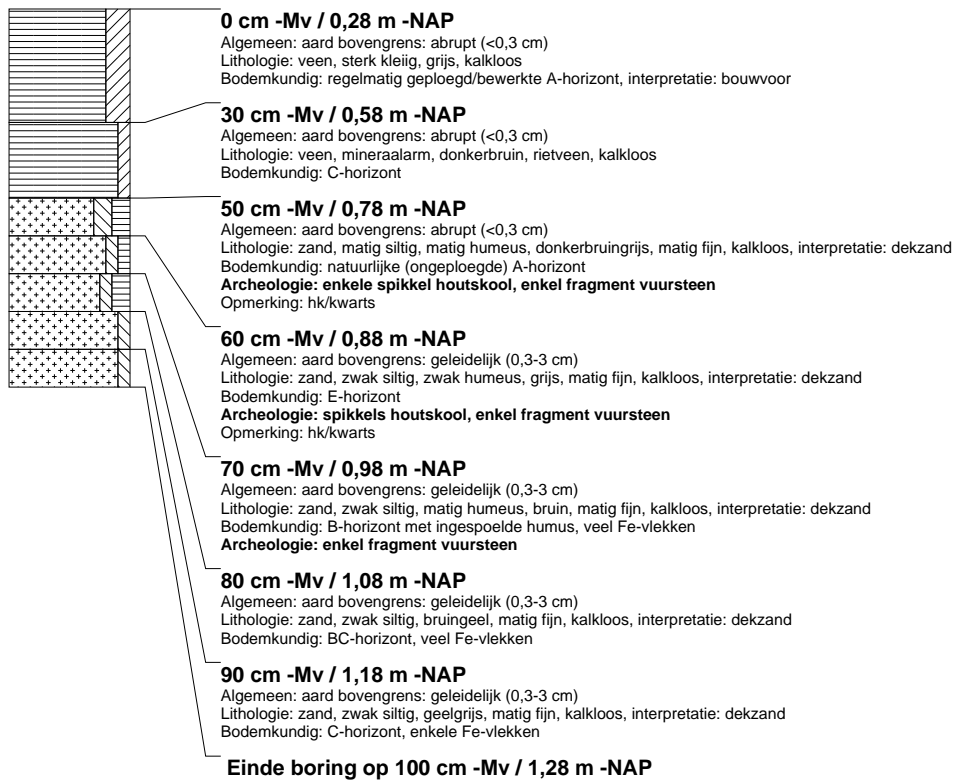 0 cm -Mv / 0,28 m -NAP
Algemeen: aard bovengrens: abrupt (<0,3 cm)
Lithologie: veen, sterk kleiig, grijs, kalkloos
Bodemkundig: regelmatig geploegd/bewerkte A-horizont, interpretatie: bouwvoor
30 cm -Mv / 0,58 m -NAP
Algemeen: aard bovengrens: abrupt (<0,3 cm)
Lithologie: veen, mineraalarm, donkerbruin, rietveen, kalkloos
Bodemkundig: C-horizont
50 cm -Mv / 0,78 m -NAP
Algemeen: aard bovengrens: abrupt (<0,3 cm)
Lithologie: zand, matig siltig, matig humeus, donkerbruingrijs, matig fijn, kalkloos, interpretatie: dekzand
Bodemkundig: natuurlijke (ongeploegde) A-horizont
Archeologie: enkele spikkel houtskool, enkel fragment vuursteen
Opmerking: hk/kwarts
60 cm -Mv / 0,88 m -NAP
Algemeen: aard bovengrens: geleidelijk (0,3-3 cm)
Lithologie: zand, zwak siltig, zwak humeus, grijs, matig fijn, kalkloos, interpretatie: dekzand
Bodemkundig: E-horizont
Archeologie: spikkels houtskool, enkel fragment vuursteen
Opmerking: hk/kwarts
70 cm -Mv / 0,98 m -NAP
Algemeen: aard bovengrens: geleidelijk (0,3-3 cm)
Lithologie: zand, zwak siltig, matig humeus, bruin, matig fijn, kalkloos, interpretatie: dekzand
Bodemkundig: B-horizont met ingespoelde humus, veel Fe-vlekken
Archeologie: enkel fragment vuursteen
80 cm -Mv / 1,08 m -NAP
Algemeen: aard bovengrens: geleidelijk (0,3-3 cm)
Lithologie: zand, zwak siltig, bruingeel, matig fijn, kalkloos, interpretatie: dekzand
Bodemkundig: BC-horizont, veel Fe-vlekken
90 cm -Mv / 1,18 m -NAP
Algemeen: aard bovengrens: geleidelijk (0,3-3 cm)
Lithologie: zand, zwak siltig, geelgrijs, matig fijn, kalkloos, interpretatie: dekzand
Bodemkundig: C-horizont, enkele Fe-vlekken
Einde boring op 100 cm -Mv / 1,28 m -NAP